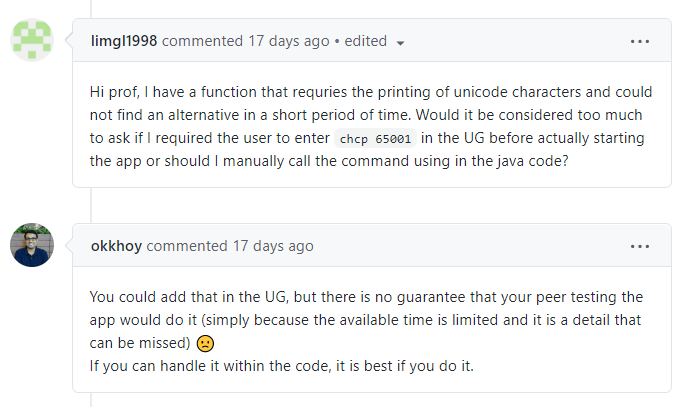 limgl1998 commented 17 days ago • edited
Hi prof, I have a function that requries the printing of unicode characters and could
not find an alternative in a short period of time. Would it be considered too much
to ask if I required the user to enter chcp 65001 in the UG before actually starting
the app or should I manually call the command using in the java code?
okkhoy commented 17 days ago
You could add that in the UG, but there is no guarantee that your peer testing the
app would do it (simply because the available time is limited and it is a detail that
can be missed) 🙁
If you can handle it within the code, it is best if you do it.